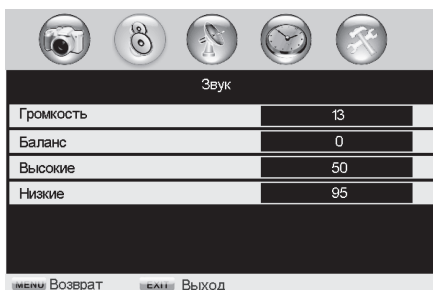 Звук
Громкость 13
Баланс 0
Высокие 50
Низкие 95
MENU Возврат EXIT Выход